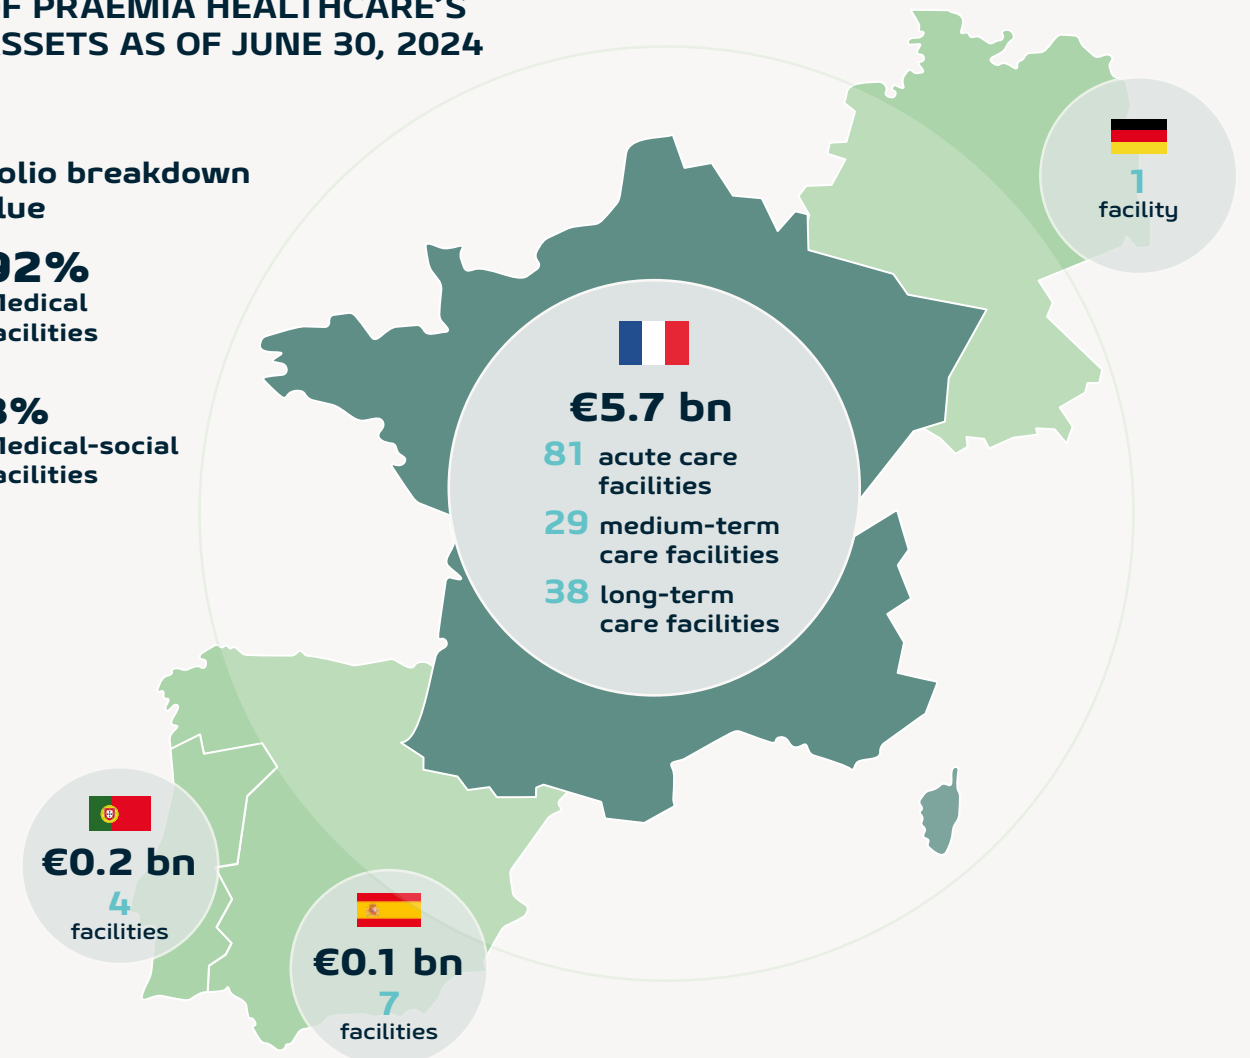 OF PRAEMIA HEALTHCARE'S
ASSETS AS OF JUNE 30, 2024
olio breakdown
lue
92%
Medical
acilities
8%
Medical-social
acilities
1
facility
€5.7 bn
81 acute care
facilities
29 medium-term
care facilities
38 long-term
care facilities
€0.2 bn
4
facilities
€0.1 bn
7
facilities